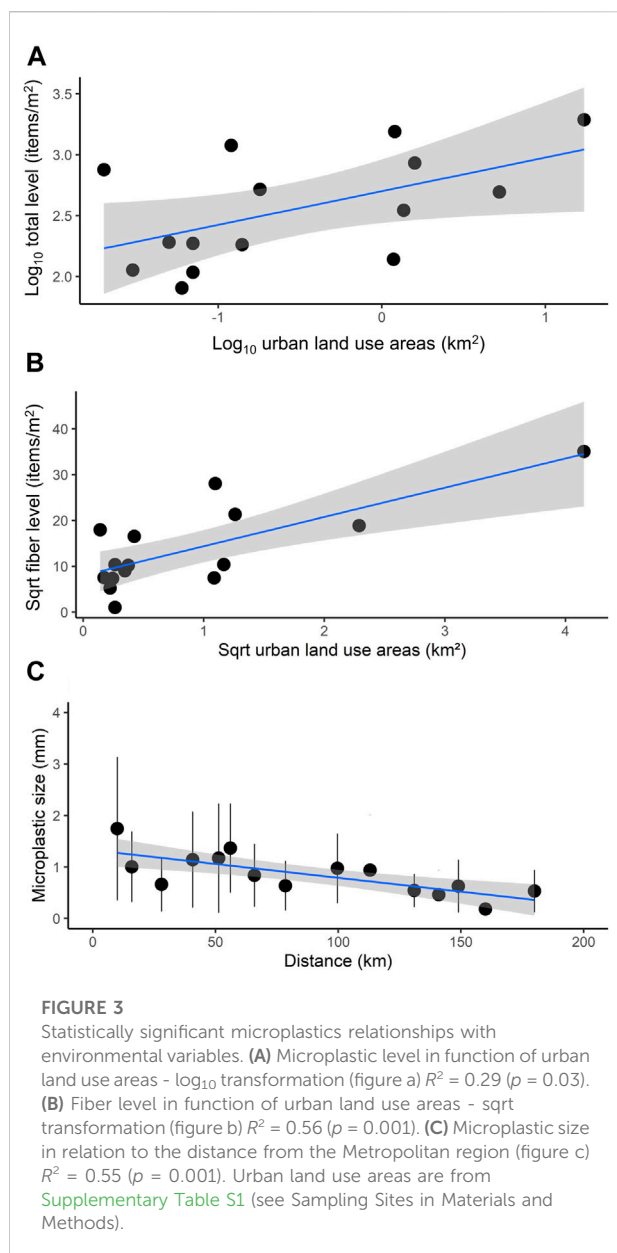 A
Log₁₀ total level (items/m²)
3.5
3.0
2.5
2.0
-1
0
1
Log₁₀ urban land use areas (km²)
B
Sqrt fiber level (items/m²)
40
30
20
10
0
0
1
2
3
4
Sqrt urban land use areas (km²)
C
Microplastic size (mm)
4
3
2
1
0
0
50
100
150
200
Distance (km)
FIGURE 3
Statistically significant microplastics relationships with
environmental variables. (A) Microplastic level in function of urban
land use areas - log₁₀ transformation (figure a) R² = 0.29 (p = 0.03).
(B) Fiber level in function of urban land use areas - sqrt
transformation (figure b) R² = 0.56 (p = 0.001). (C) Microplastic size
in relation to the distance from the Metropolitan region (figure c)
R² = 0.55 (p = 0.001). Urban land use areas are from
Supplementary Table S1 (see Sampling Sites in Materials and
Methods).